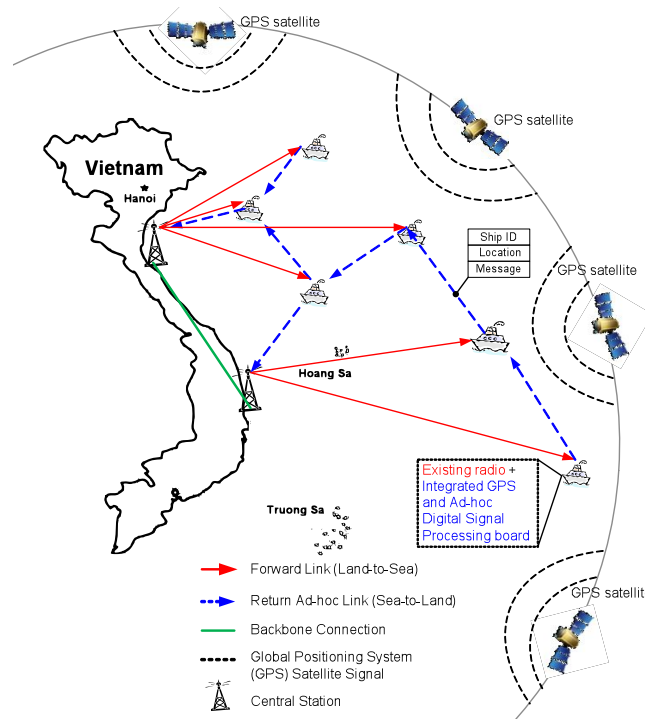 GPS satellite
GPS satellite
Vietnam
Hanoi
Ship ID
Location
Message
GPS satellite
Hoang Sa
Existing radio +
Integrated GPS
and Ad-hoc
Digital Signal
Processing board
Truong Sa
Forward Link (Land-to-Sea)
Return Ad-hoc Link (Sea-to-Land)
GPS satellit
Backbone Connection
Global Positioning System
(GPS) Satellite Signal
Central Station